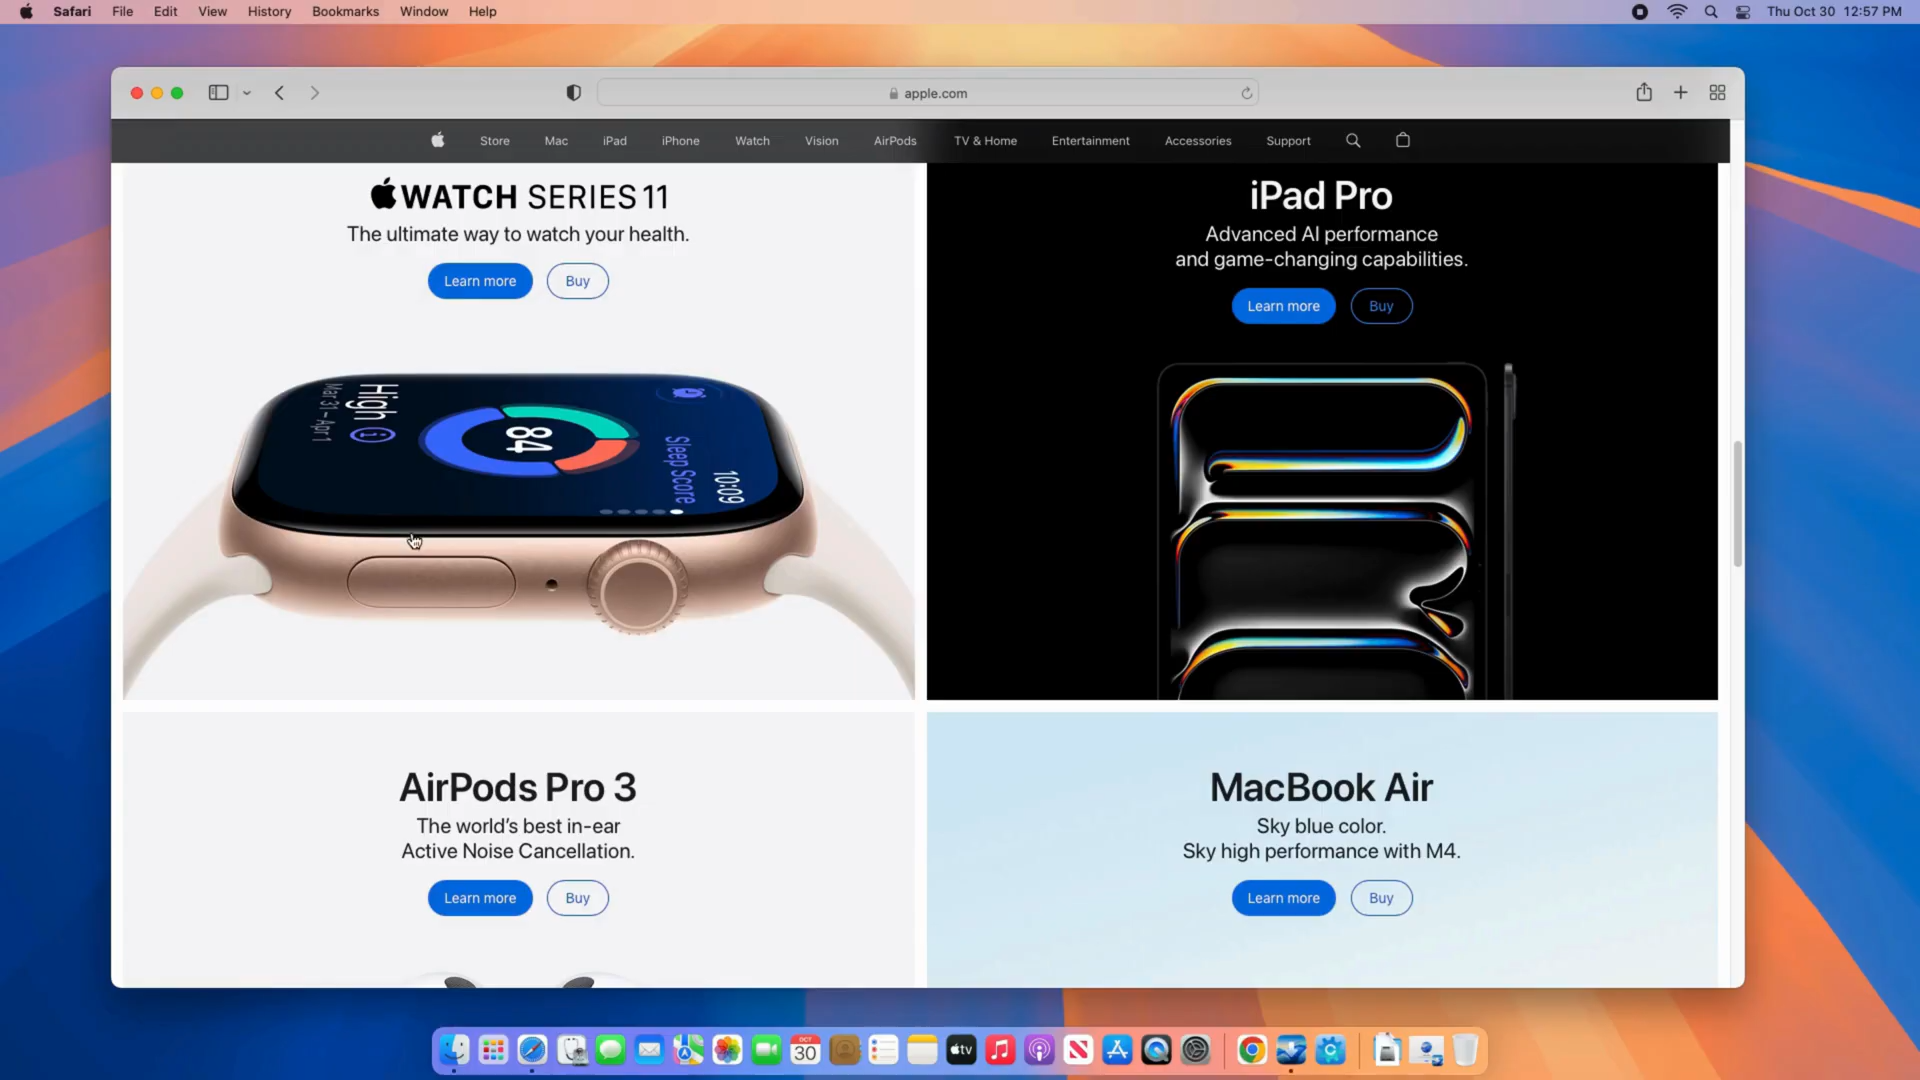 Safari File Edit View History Bookmarks Window Help
Thu Oct 30 12:57 PM
apple.com
Store Mac iPad iPhone Watch Vision AirPods TV & Home Entertainment Accessories Support
WATCH SERIES 11
The ultimate way to watch your health.
Learn more Buy
High
Mar 31 – Apr 1
84
Sleep Score
10:09
iPad Pro
Advanced AI performance
and game-changing capabilities.
Learn more Buy
AirPods Pro 3
The world's best in-ear
Active Noise Cancellation.
Learn more Buy
MacBook Air
Sky blue color.
Sky high performance with M4.
Learn more Buy
OCT
30
tv